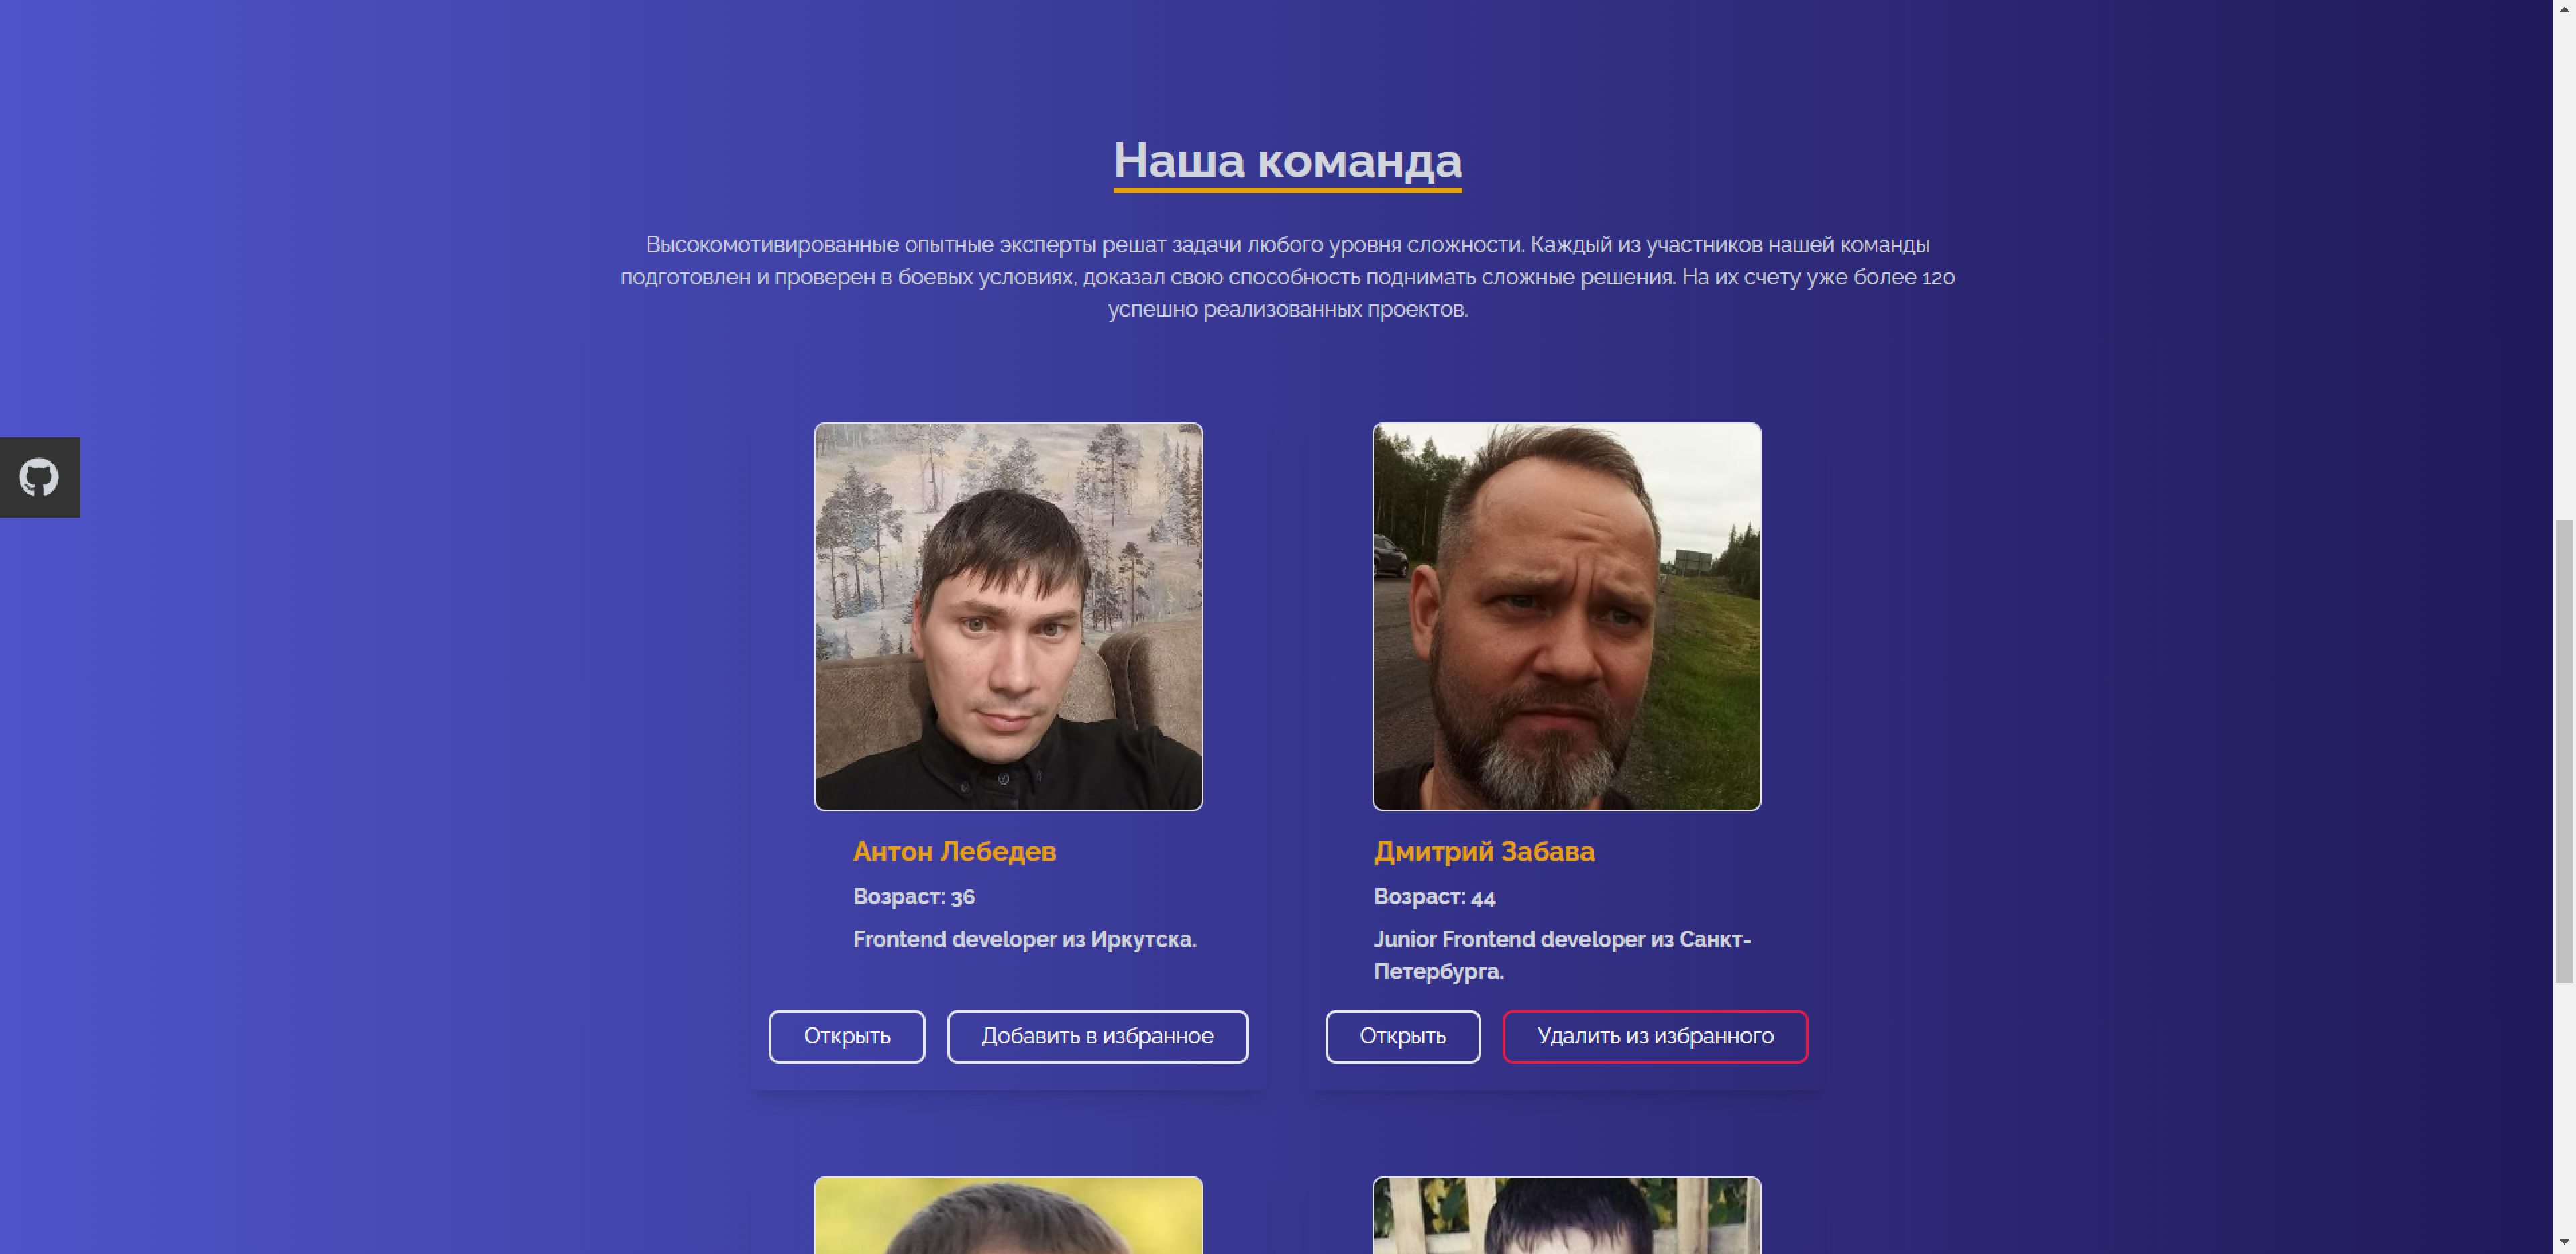 Наша команда
Высокомотивированные опытные эксперты решат задачи любого уровня сложности. Каждый из участников нашей команды
подготовлен и проверен в боевых условиях, доказал свою способность поднимать сложные решения. На их счету уже более 120
успешно реализованных проектов.
Антон Лебедев
Возраст: 36
Frontend developer из Иркутска.
Открыть
Добавить в избранное
Дмитрий Забава
Возраст: 44
Junior Frontend developer из Санкт-
Петербурга.
Открыть
Удалить из избранного